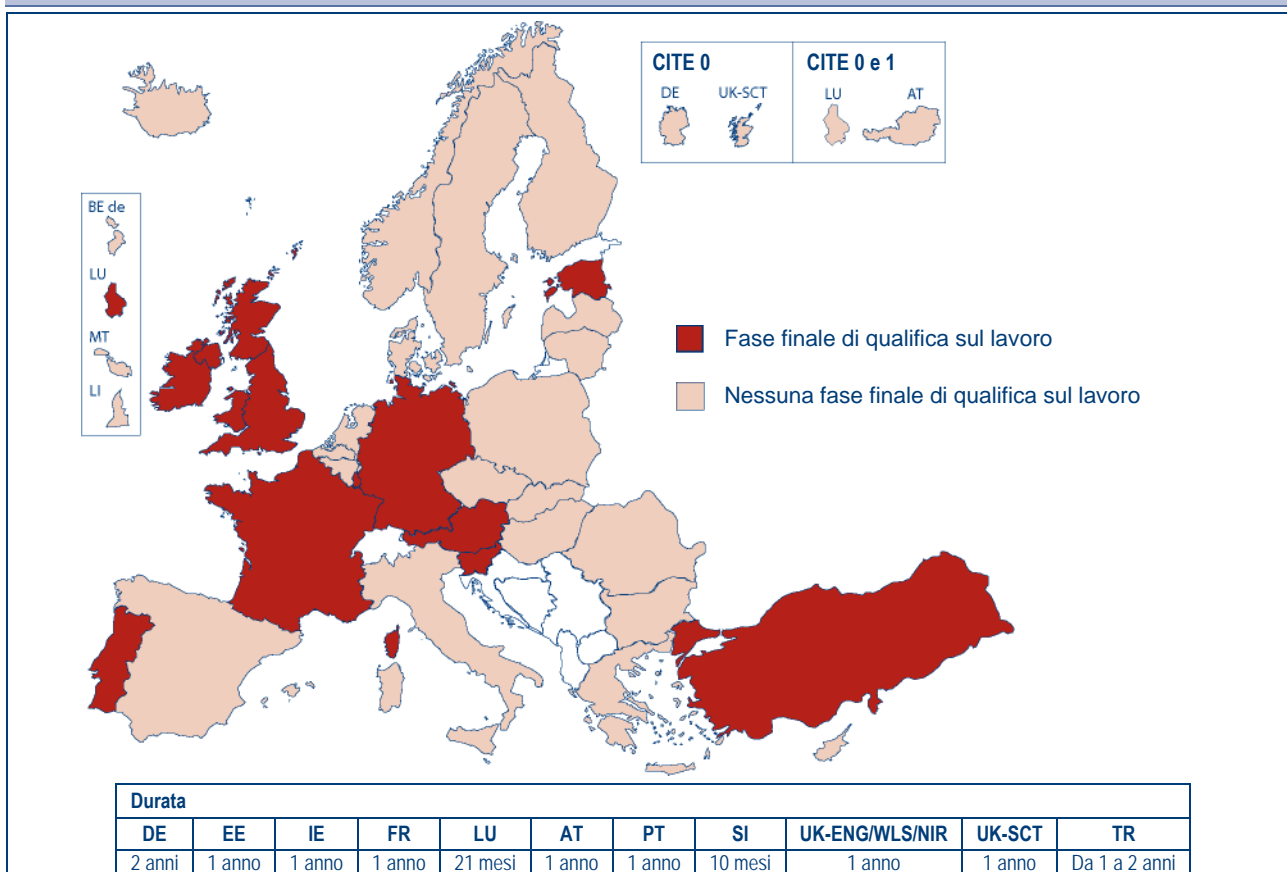 CITE 0
CITE 0 e 1
DE
UK-SCT
LU
AT
BE de
LU
MT
LI
Fase finale di qualifica sul lavoro
Nessuna fase finale di qualifica sul lavoro
Durata
DE EE IE FR LU AT PT SI UK-ENG/WLS/NIR UK-SCT TR
2 anni 1 anno 1 anno 1 anno 21 mesi 1 anno 1 anno 10 mesi 1 anno 1 anno Da 1 a 2 anni